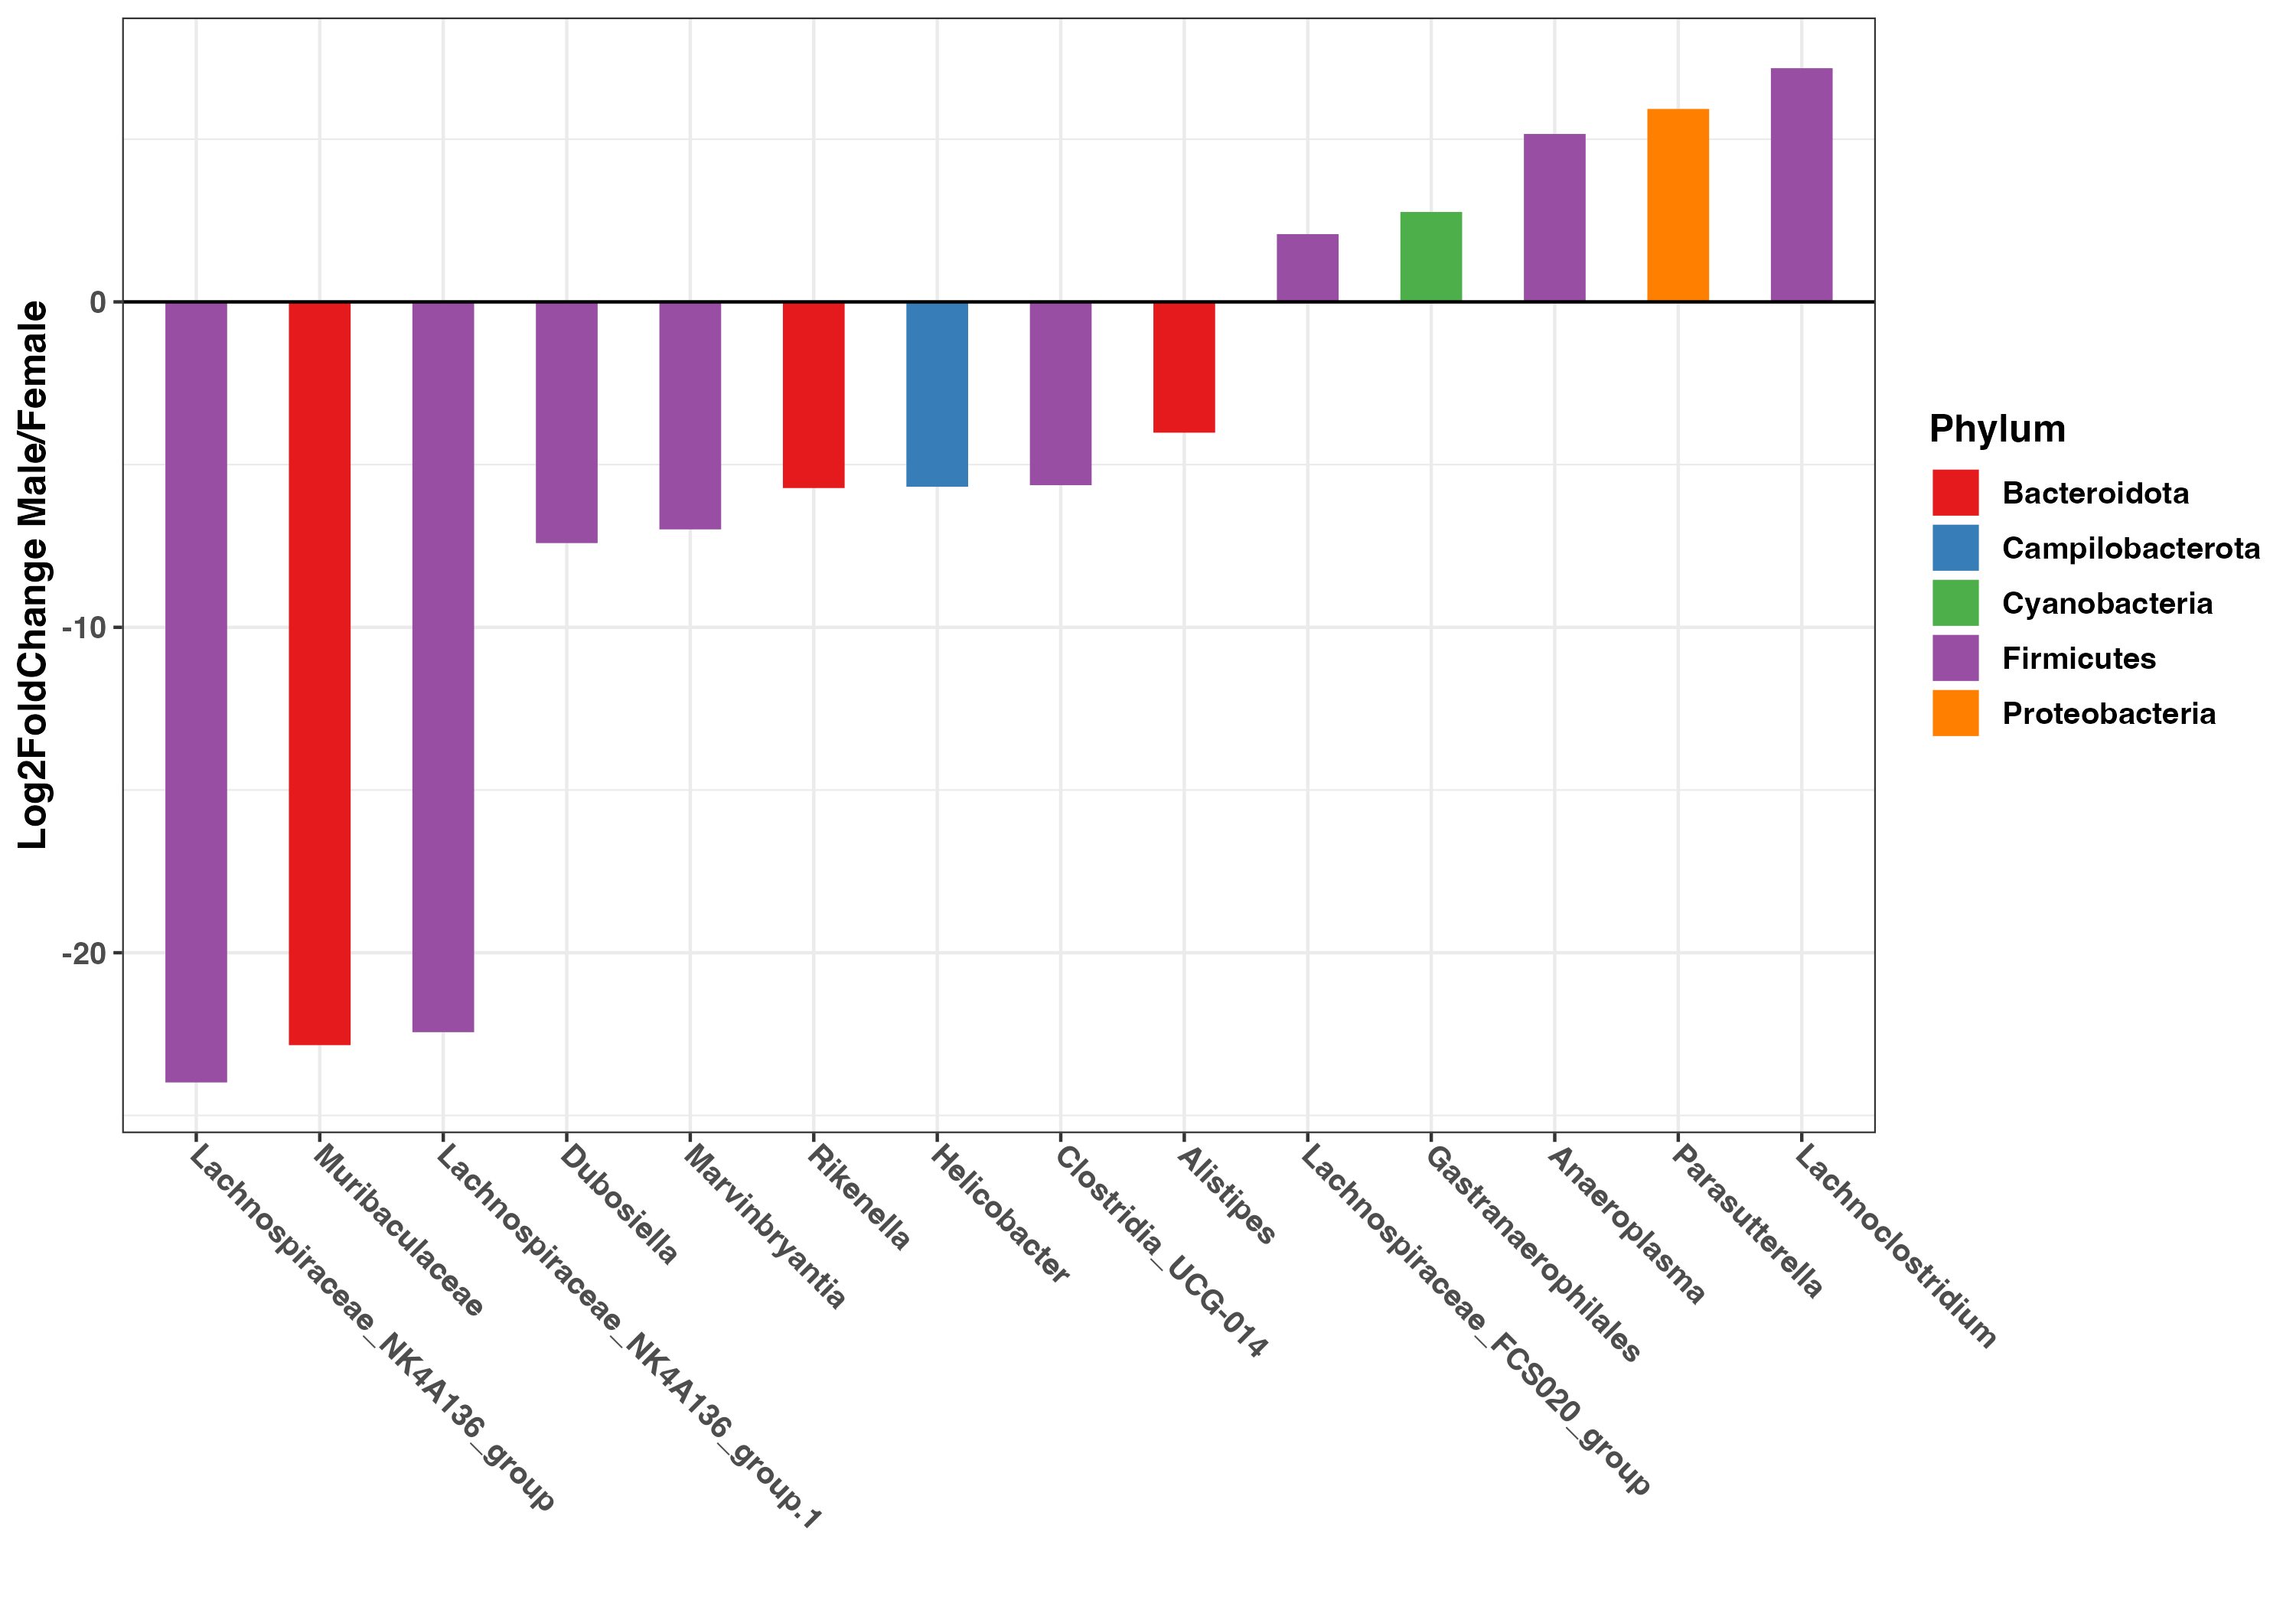 Log2FoldChange Male/Female
0
-10
-20
Lachnospiraceae_NK4A136_group
Muribaculaceae
Lachnospiraceae_NK4A136_group.1
Dubosiella
Marvinbryantia
Rikenella
Helicobacter
Clostridia_UCG-014
Alistipes
Lachnospiraceae_FCS020_group
Gastranaerophilales
Anaeroplasma
Parasutterella
Lachnoclostridium
Phylum
Bacteroidota
Campilobacterota
Cyanobacteria
Firmicutes
Proteobacteria